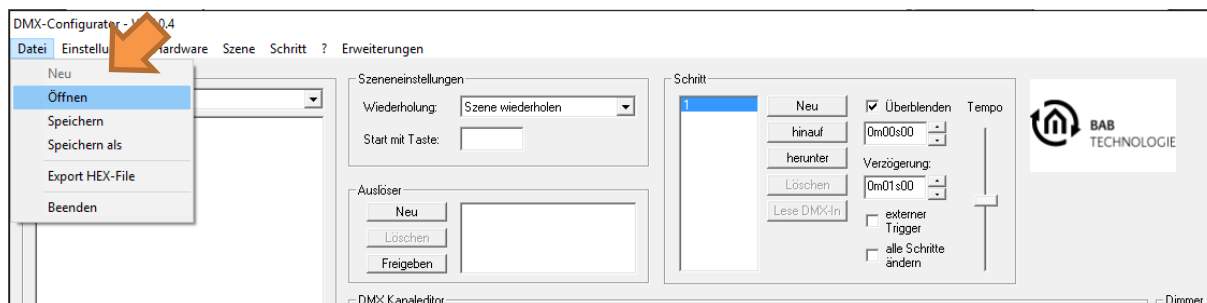 DMX-Configurator - V 0.4
Datei Einstellu Hardware Szene Schritt ? Erweiterungen
Neu
Öffnen
Speichern
Speichern als
Export HEX-File
Beenden
Szeneneinstellungen
Wiederholung: Szene wiederholen
Start mit Taste:
Auslöser
Neu
Löschen
Freigeben
Schritt
1
Neu
hinauf
herunter
Löschen
Lese DMX-In
Überblenden
0m00s00
Verzögerung:
0m01s00
externer
Trigger
alle Schritte
ändern
Tempo
BAB
TECHNOLOGIE
DMX Kanaleditor
Dimmer